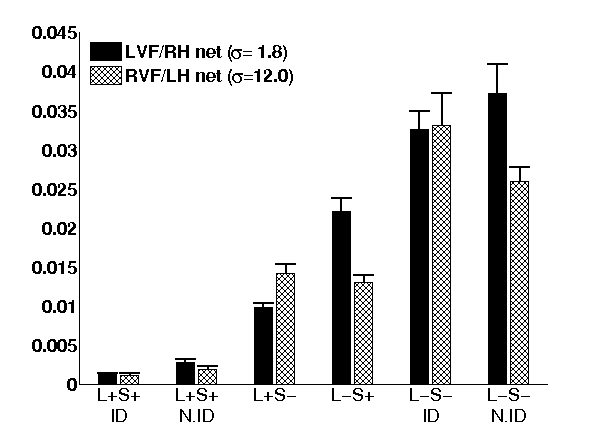 0.045
0.04
0.035
0.03
0.025
0.02
0.015
0.01
0.005
0
LVF/RH net (σ= 1.8)
RVF/LH net (σ=12.0)
L+S+ L+S+ L+S− L−S+ L−S− L−S−
ID N.ID ID N.ID